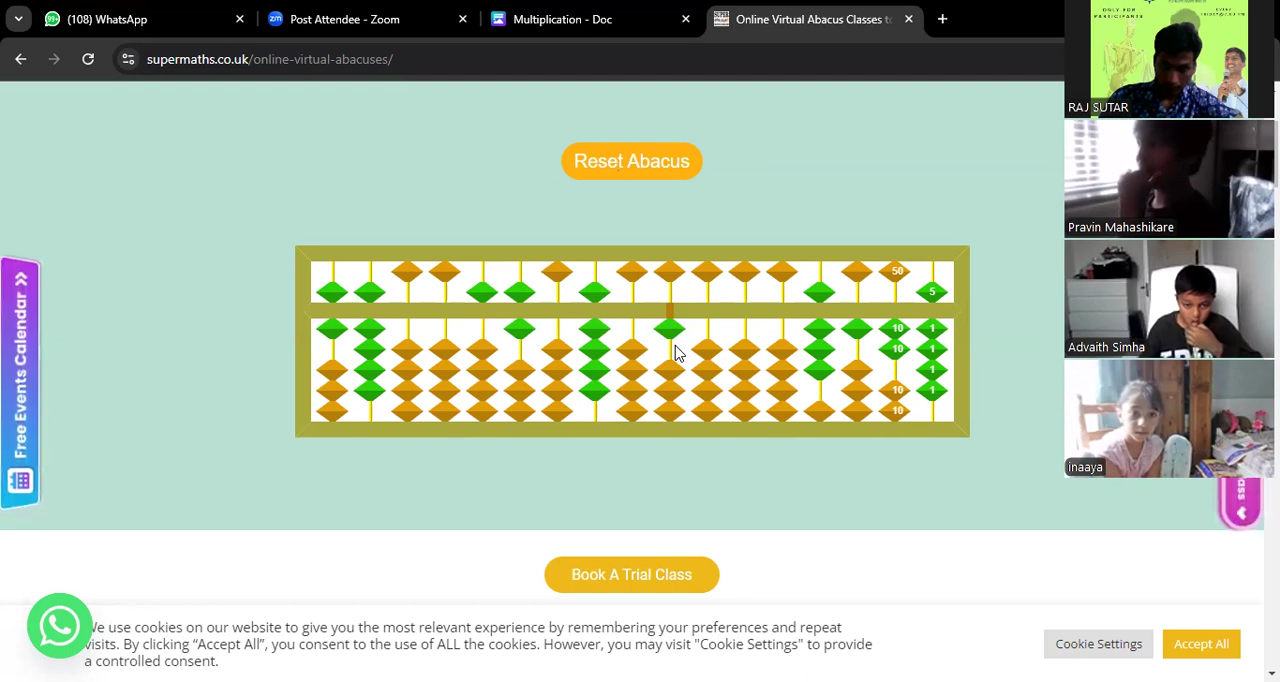 (108) WhatsApp
Post Attendee - Zoom
Multiplication - Doc
Online Virtual Abacus Classes to
supermaths.co.uk/online-virtual-abacuses/
ONLY FOR
PARTICIPANTS
RAJ SUTAR
Reset Abacus
Pravin Mahashikare
Free Events Calendar
50
5
10 1
10 1
1
10 1
10
Advaith Simha
inaaya
Book A Trial Class
We use cookies on our website to give you the most relevant experience by remembering your preferences and repeat
visits. By clicking “Accept All”, you consent to the use of ALL the cookies. However, you may visit "Cookie Settings" to provide
a controlled consent.
Cookie Settings
Accept All